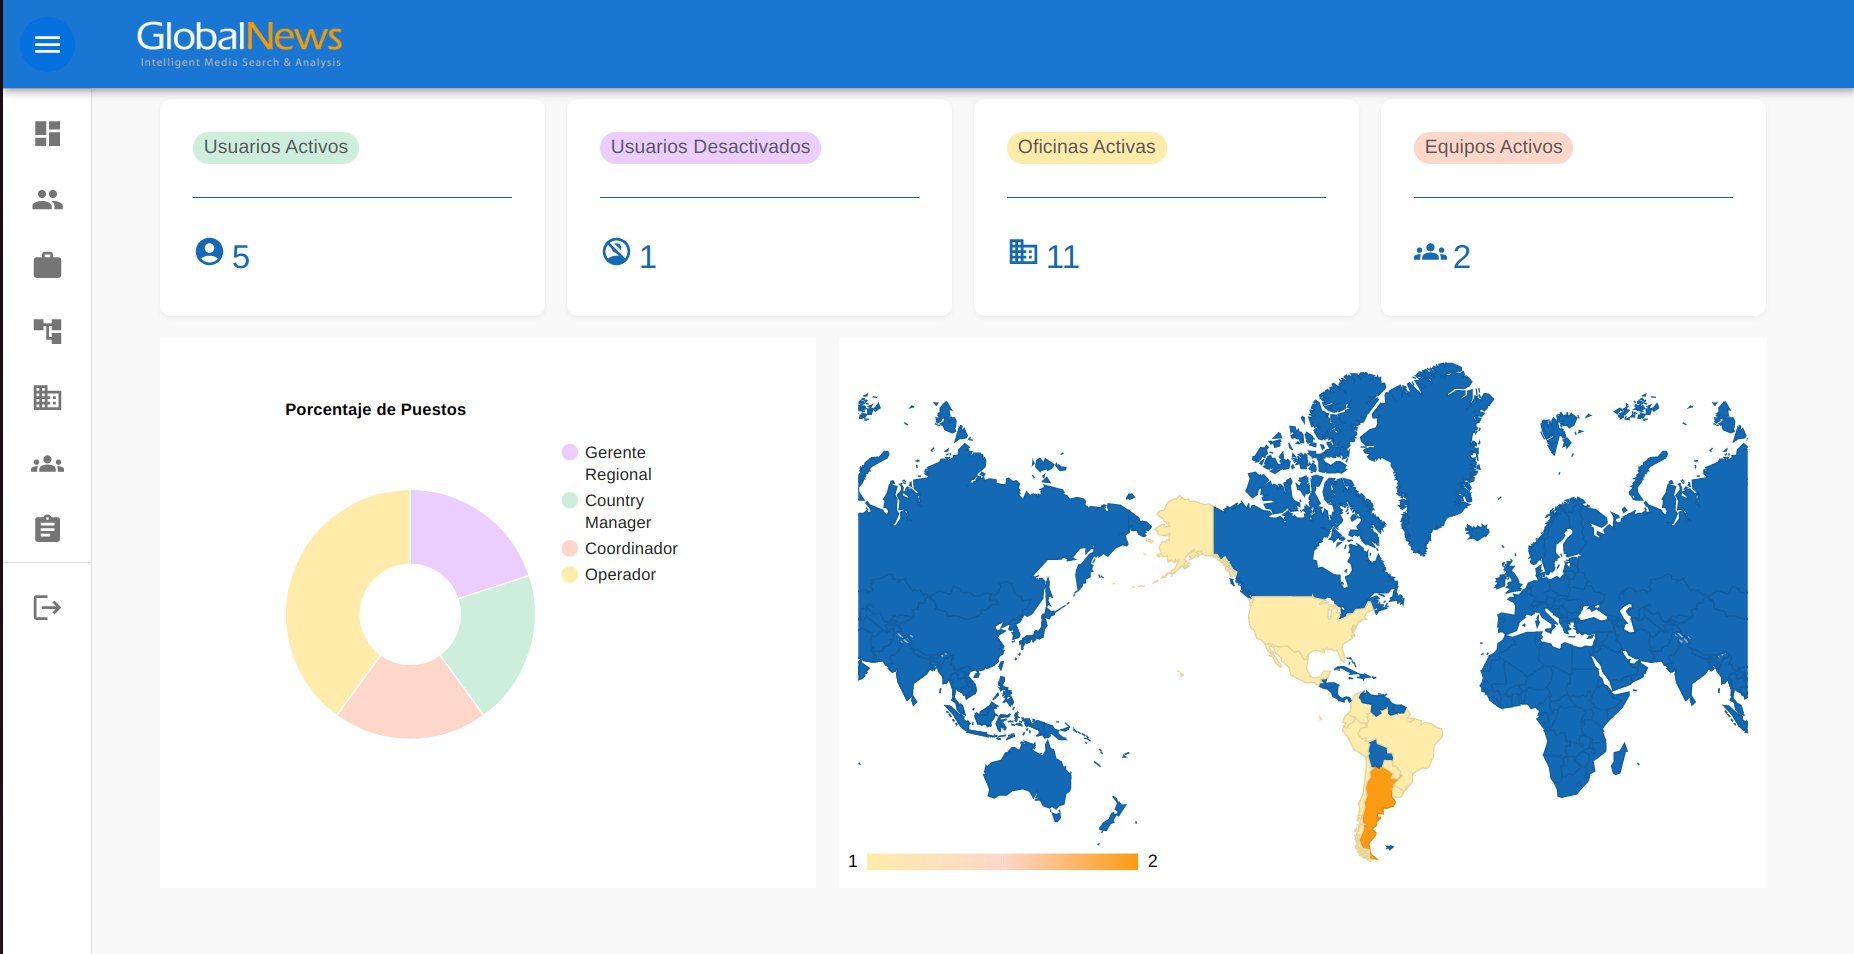 GlobalNews
Intelligent Media Search & Analysis
Usuarios Activos
5
Usuarios Desactivados
1
Oficinas Activas
11
Equipos Activos
2
Porcentaje de Puestos
Gerente
Regional
Country
Manager
Coordinador
Operador
1
2